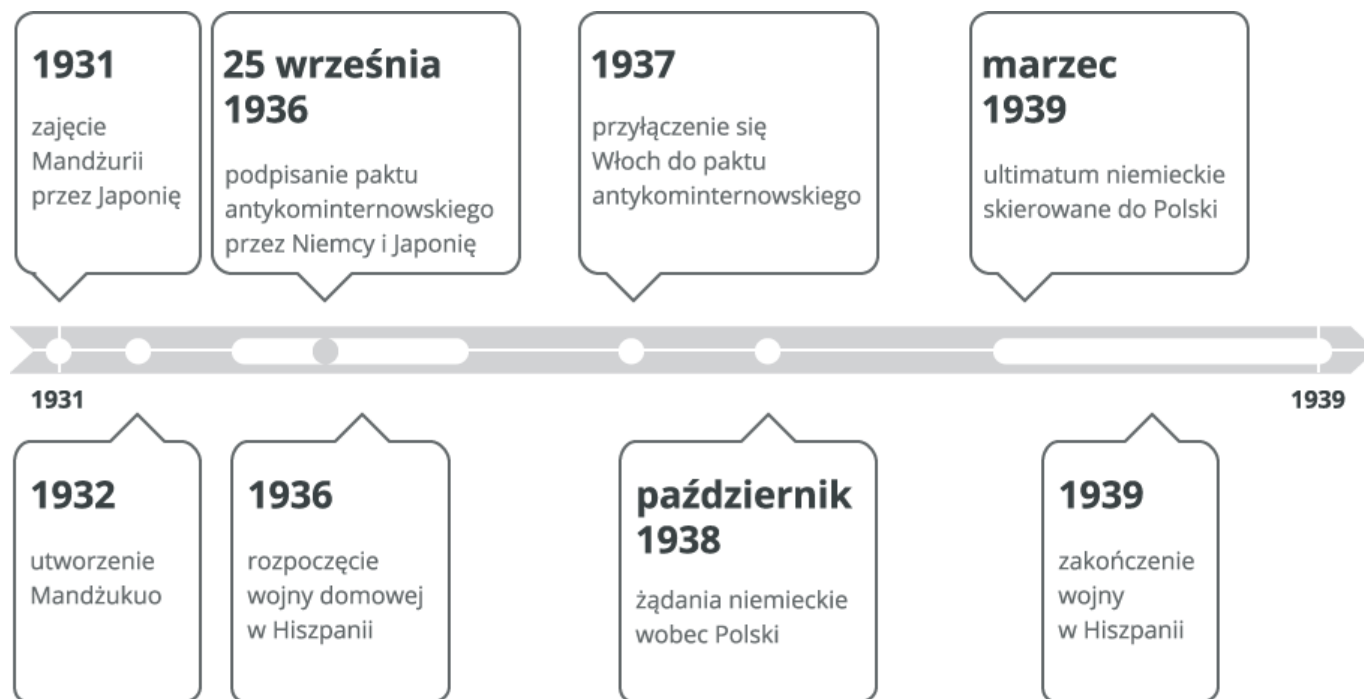 1931
zajęcie
Mandżurii
przez Japonię
25 września
1936
podpisanie paktu
antykominternowskiego
przez Niemcy i Japonię
1937
przyłączenie się
Włoch do paktu
antykominternowskiego
marzec
1939
ultimatum niemieckie
skierowane do Polski
1931
1939
1932
utworzenie
Mandżukuo
1936
rozpoczęcie
wojny domowej
w Hiszpanii
październik
1938
żądania niemieckie
wobec Polski
1939
zakończenie
wojny
w Hiszpanii